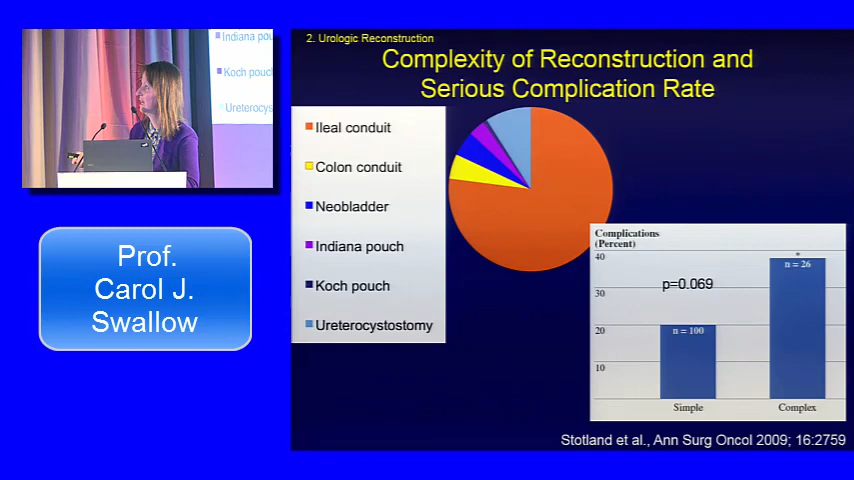 Indiana pou
Koch pouch
Ureterocys
Prof.
Carol J.
Swallow
2. Urologic Reconstruction
Complexity of Reconstruction and
Serious Complication Rate
Ileal conduit
Colon conduit
Neobladder
Indiana pouch
Koch pouch
Ureterocystostomy
Complications
(Percent)
40
30
20
10
p=0.069
n = 100
*
n = 26
Simple
Complex
Stotland et al., Ann Surg Oncol 2009; 16:2759